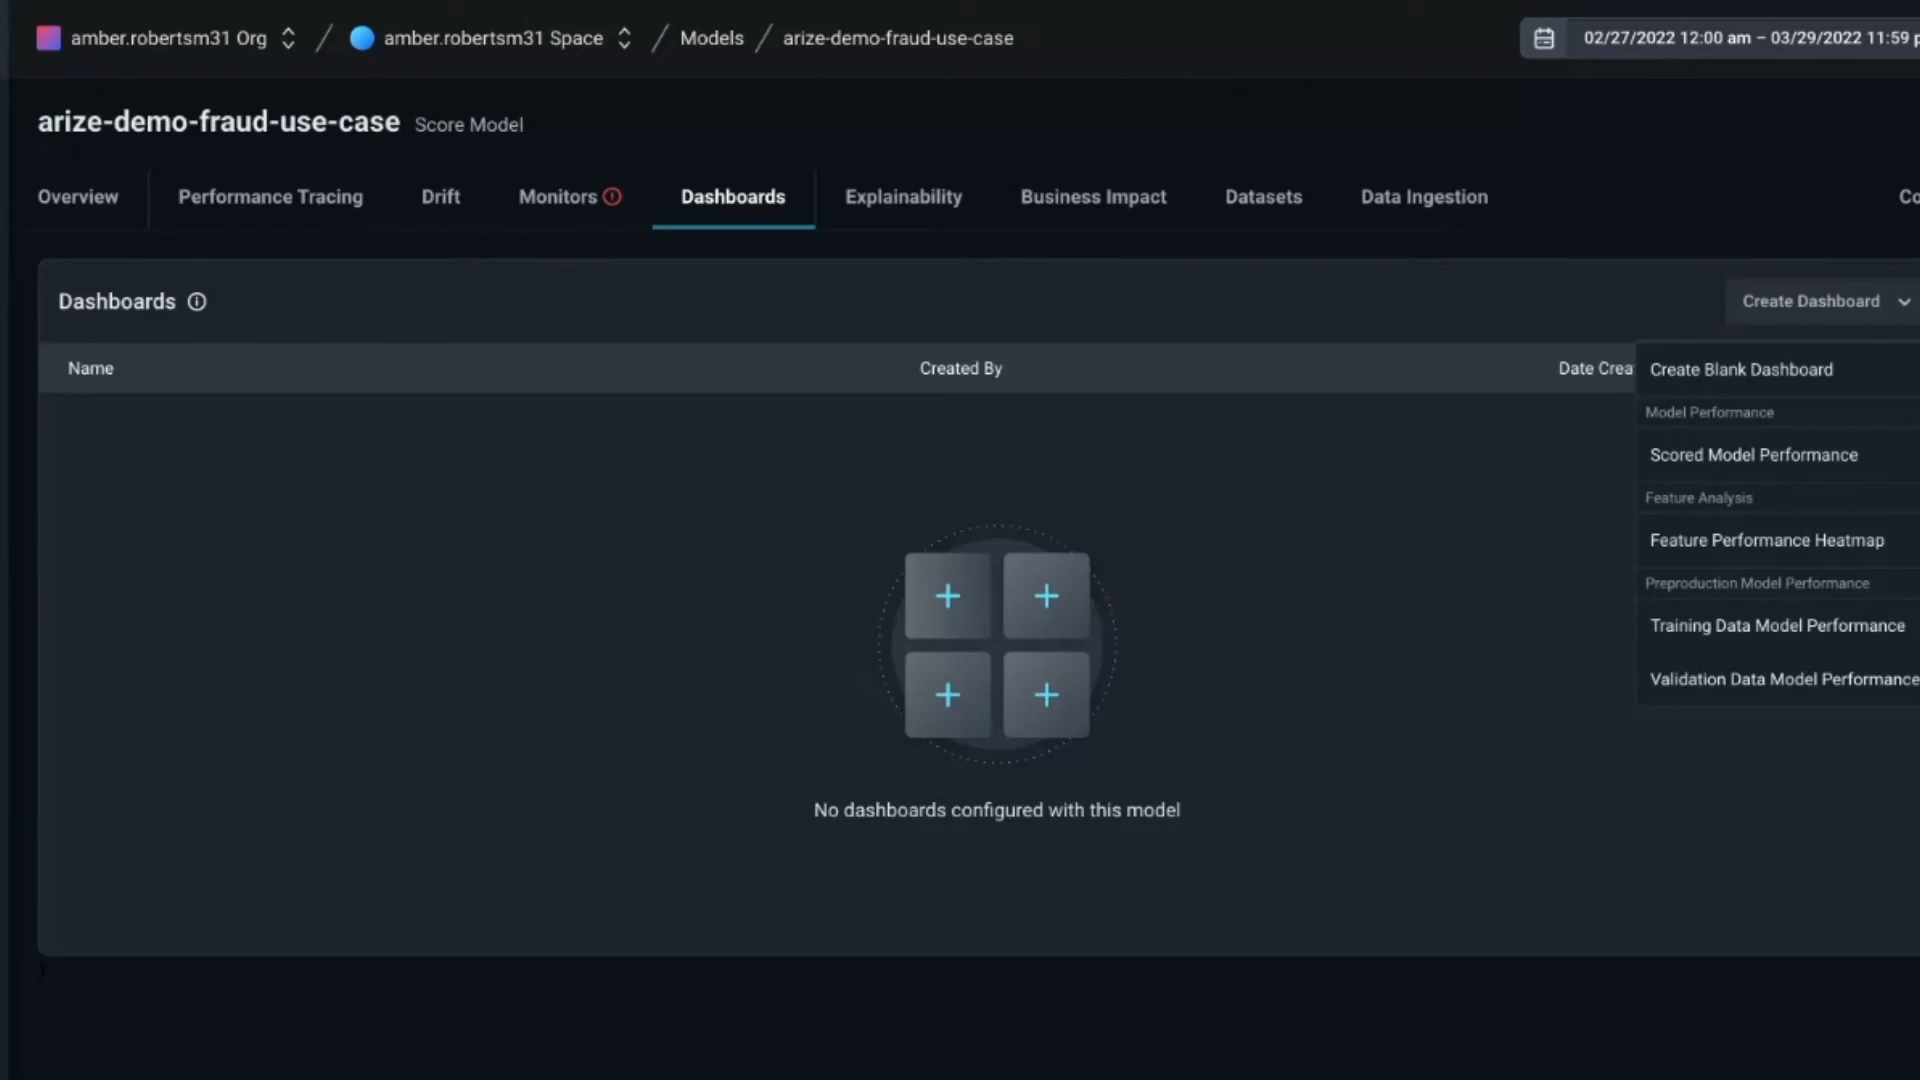 amber.robertsm31 Org / amber.robertsm31 Space / Models / arize-demo-fraud-use-case
02/27/2022 12:00 am – 03/29/2022 11:59 p
arize-demo-fraud-use-case Score Model
Overview Performance Tracing Drift Monitors Dashboards Explainability Business Impact Datasets Data Ingestion Co
Dashboards
Create Dashboard
Name Created By Date Crea
Create Blank Dashboard
Model Performance
Scored Model Performance
Feature Analysis
Feature Performance Heatmap
Preproduction Model Performance
Training Data Model Performance
Validation Data Model Performance
No dashboards configured with this model